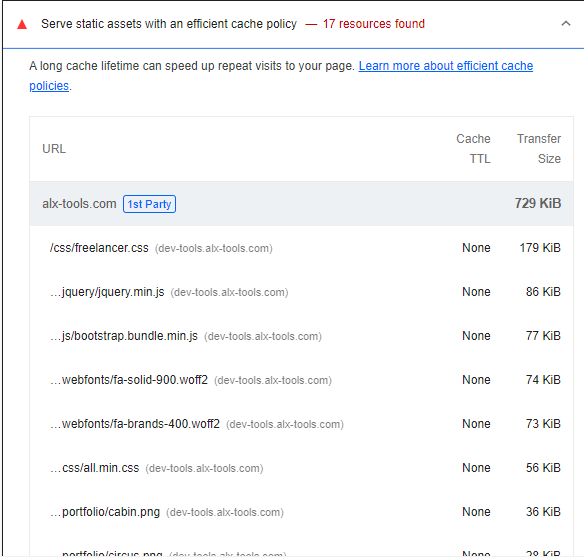 Serve static assets with an efficient cache policy — 17 resources found
A long cache lifetime can speed up repeat visits to your page. Learn more about efficient cache
policies.
URL Cache TTL Transfer Size
alx-tools.com 1st Party 729 KiB
/css/freelancer.css (dev-tools.alx-tools.com) None 179 KiB
…jquery/jquery.min.js (dev-tools.alx-tools.com) None 86 KiB
…js/bootstrap.bundle.min.js (dev-tools.alx-tools.com) None 77 KiB
…webfonts/fa-solid-900.woff2 (dev-tools.alx-tools.com) None 74 KiB
…webfonts/fa-brands-400.woff2 (dev-tools.alx-tools.com) None 73 KiB
…css/all.min.css (dev-tools.alx-tools.com) None 56 KiB
…portfolio/cabin.png (dev-tools.alx-tools.com) None 36 KiB
…portfolio/circus.png (dev-tools.alx-tools.com) None 28 KiB